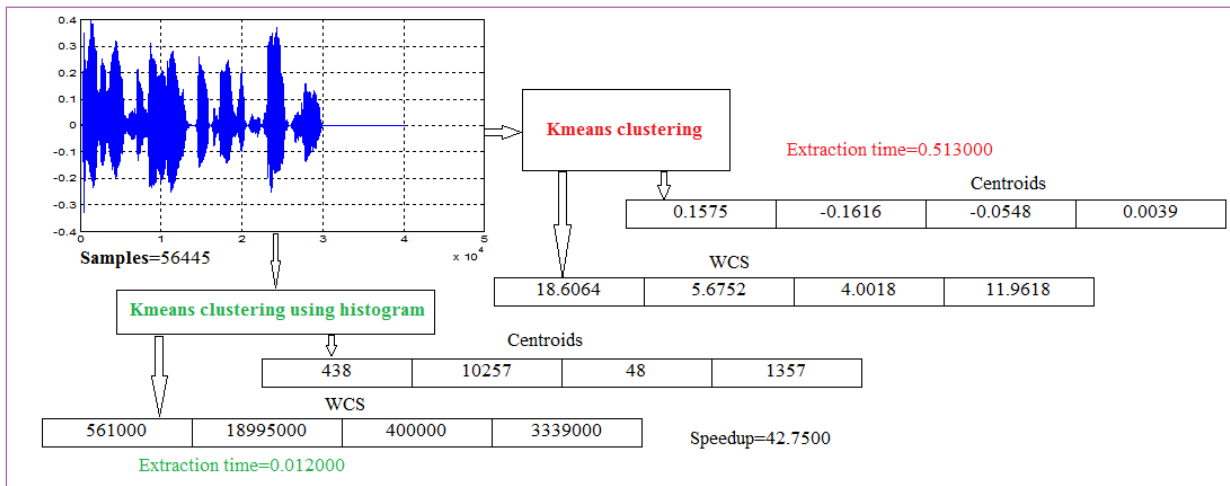 0.4
0.3
0.2
0.1
0
-0.1
-0.2
-0.3
-0.4
0 1 2 3 4 5
x 10^4
Samples=56445
Kmeans clustering
Extraction time=0.513000
Centroids
0.1575 -0.1616 -0.0548 0.0039
WCS
18.6064 5.6752 4.0018 11.9618
Kmeans clustering using histogram
Centroids
438 10257 48 1357
WCS
561000 18995000 400000 3339000
Speedup=42.7500
Extraction time=0.012000